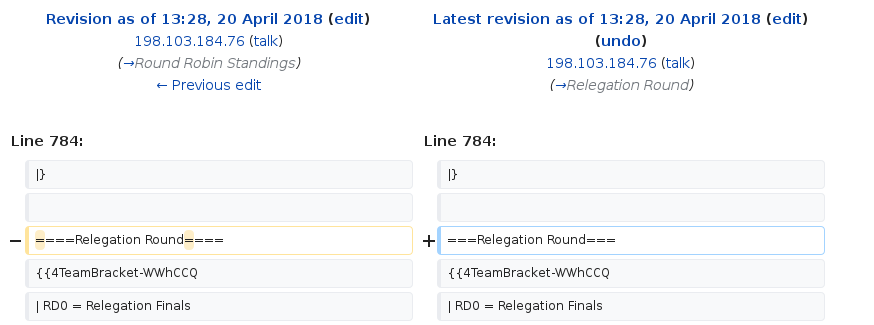 Revision as of 13:28, 20 April 2018 (edit)
198.103.184.76 (talk)
(→Round Robin Standings)
← Previous edit
Latest revision as of 13:28, 20 April 2018 (edit)
(undo)
198.103.184.76 (talk)
(→Relegation Round)
Line 784:
Line 784:
|}
|}
− ====Relegation Round====
+ ===Relegation Round===
{{4TeamBracket-WWhCCQ
{{4TeamBracket-WWhCCQ
| RD0 = Relegation Finals
| RD0 = Relegation Finals